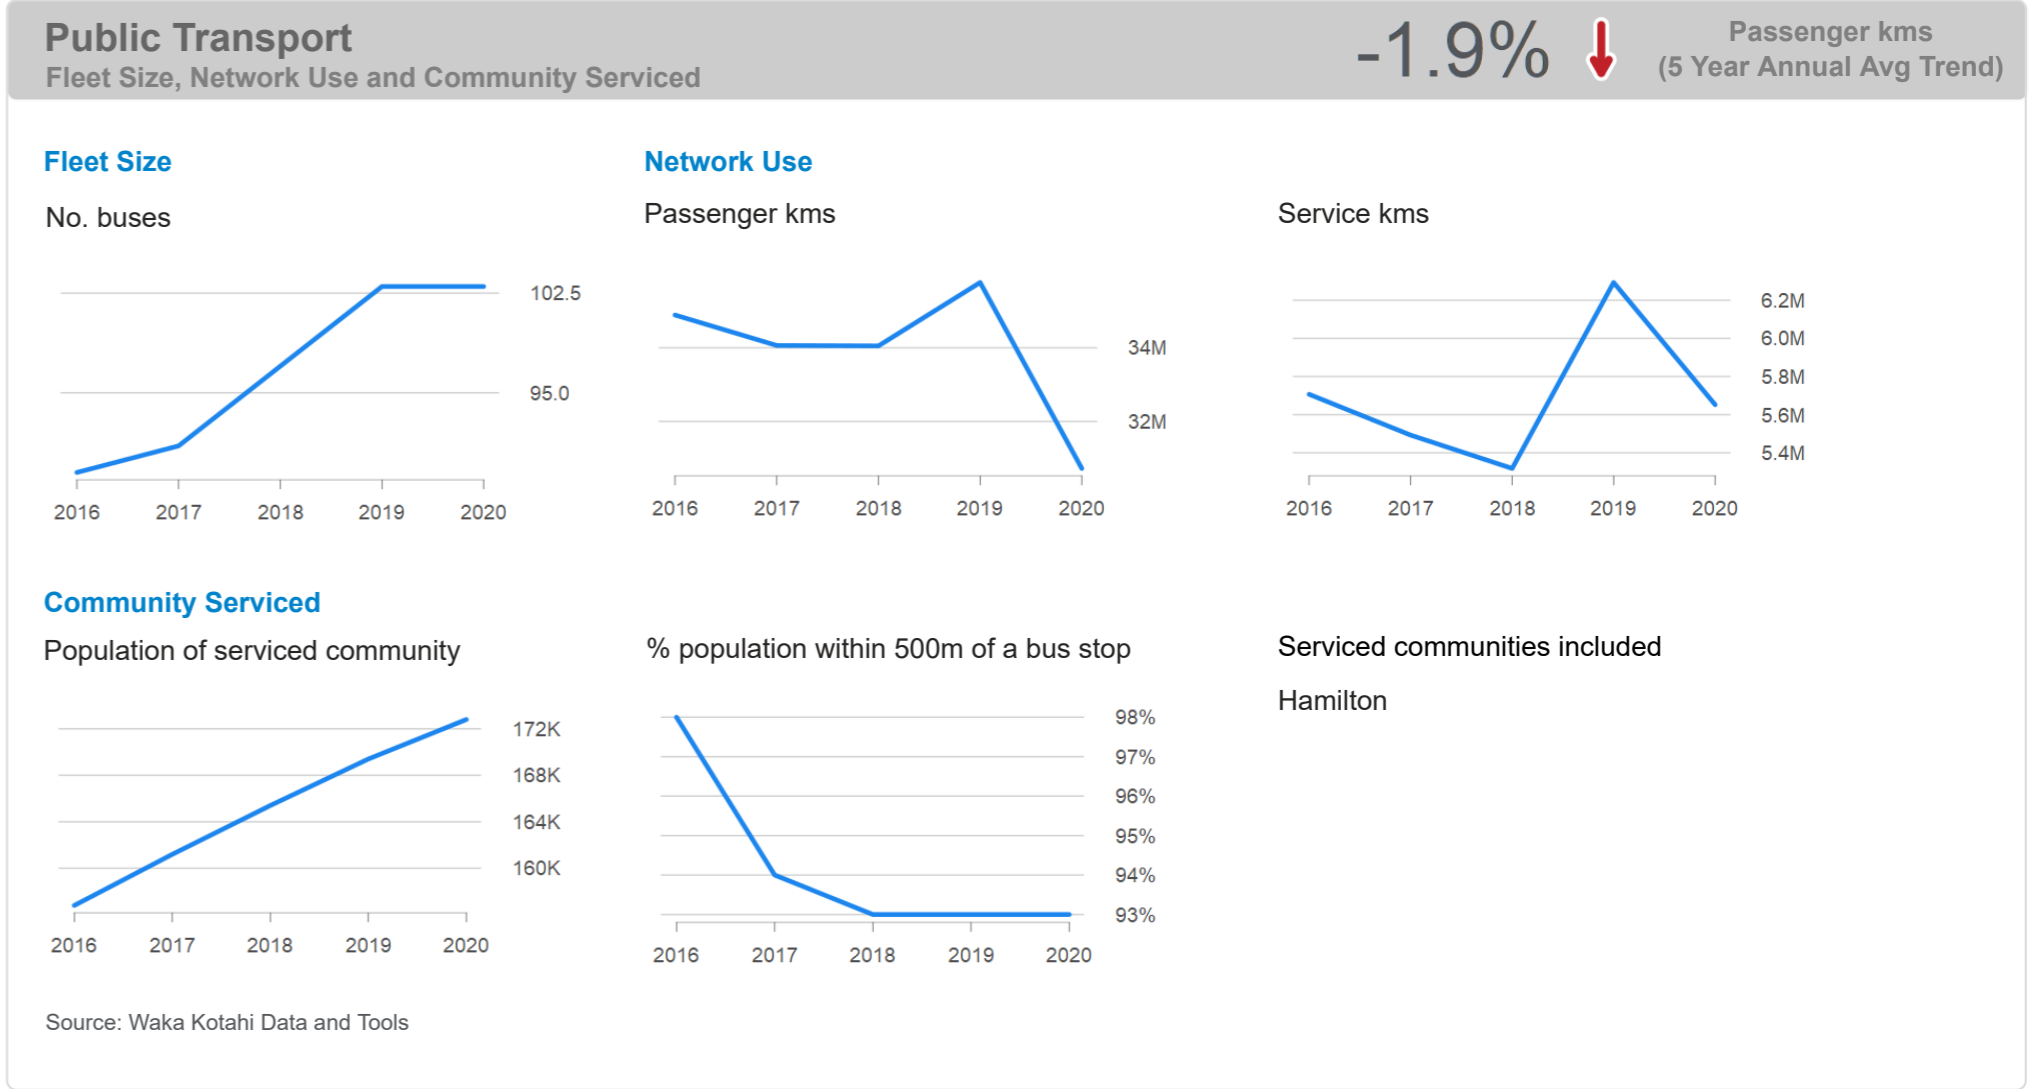 Public Transport
Fleet Size, Network Use and Community Serviced
-1.9%
Passenger kms
(5 Year Annual Avg Trend)
Fleet Size
No. buses
102.5
95.0
2016 2017 2018 2019 2020
Network Use
Passenger kms
34M
32M
2016 2017 2018 2019 2020
Service kms
6.2M
6.0M
5.8M
5.6M
5.4M
2016 2017 2018 2019 2020
Community Serviced
Population of serviced community
172K
168K
164K
160K
2016 2017 2018 2019 2020
% population within 500m of a bus stop
98%
97%
96%
95%
94%
93%
2016 2017 2018 2019 2020
Serviced communities included
Hamilton
Source: Waka Kotahi Data and Tools